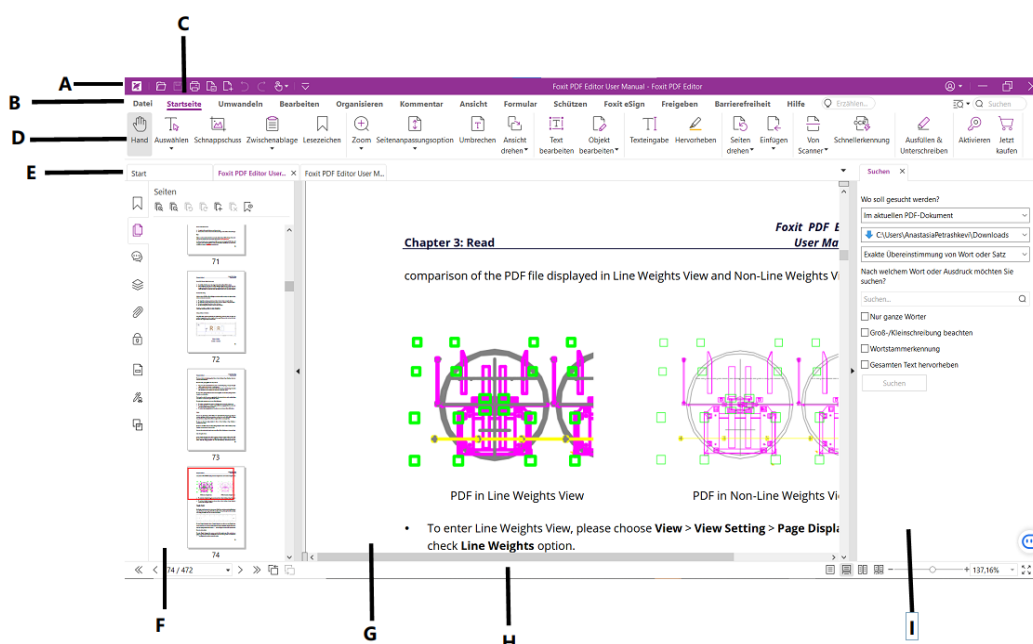 C
A
Foxit PDF Editor User Manual - Foxit PDF Editor
B
Datei Startseite Umwandeln Bearbeiten Organisieren Kommentar Ansicht Formular Schützen Foxit eSign Freigeben Barrierefreiheit Hilfe Erzählen... Suchen
D
Hand Auswählen Schnappschuss Zwischenablage Lesezeichen Zoom Seitenanpassungsoption Umbrechen Ansicht drehen Text bearbeiten Objekt bearbeiten Texteingabe Hervorheben Seiten drehen Einfügen Von Scanner Schnellerkennung Ausfüllen & Unterschreiben Aktivieren Jetzt kaufen
E
Start Foxit PDF Editor User... Foxit PDF Editor User M...
Seiten
71
72
73
74
Chapter 3: Read
Foxit PDF E
User Ma
comparison of the PDF file displayed in Line Weights View and Non-Line Weights Vi
PDF in Line Weights View
PDF in Non-Line Weights Vi
• To enter Line Weights View, please choose View > View Setting > Page Displa
check Line Weights option.
Suchen
Wo soll gesucht werden?
Im aktuellen PDF-Dokument
C:\Users\AnastasiaPetrashkevi\Downloads
Exakte Übereinstimmung von Wort oder Satz
Nach welchem Wort oder Ausdruck möchten Sie
suchen?
Suchen...
Nur ganze Wörter
Groß-/Kleinschreibung beachten
Wortstammerkennung
Gesamten Text hervorheben
Suchen
74 / 472
137,16%
F
G
H
I